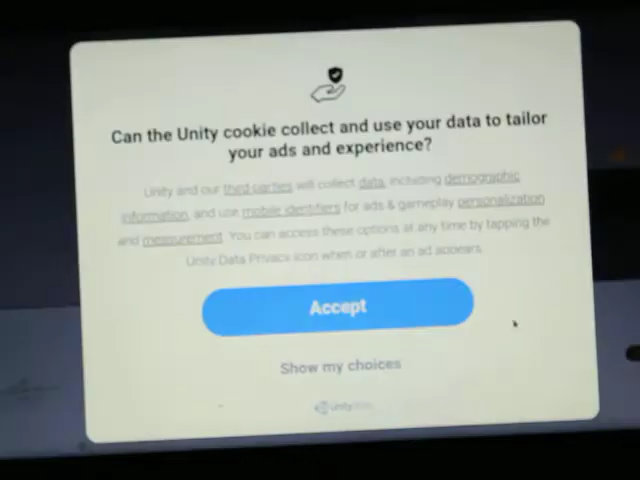 Can the Unity cookie collect and use your data to tailor
your ads and experience?
Unity and our third parties will collect data, including demographic
information, and use mobile identifiers for ads & gameplay personalization
and measurement. You can access these options at any time by tapping the
Unity Data Privacy icon when or after an ad appears.
Accept
Show my choices
unity